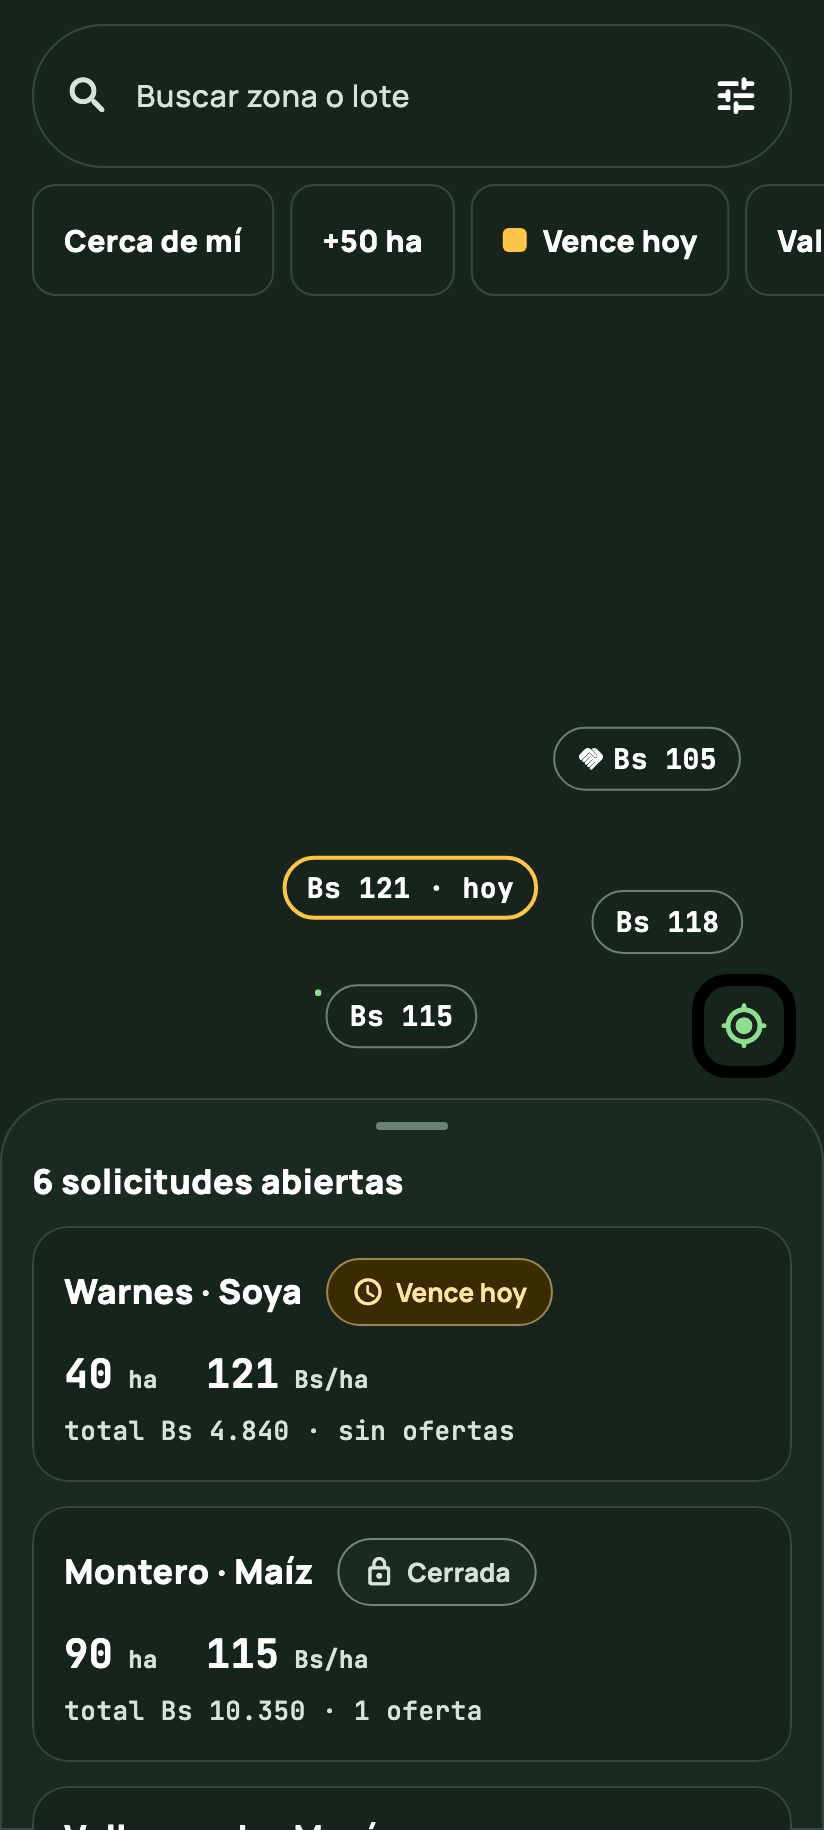 Buscar zona o lote
Cerca de mí
+50 ha
Vence hoy
Val
Bs 105
Bs 121 · hoy
Bs 118
Bs 115
6 solicitudes abiertas
Warnes · Soya
Vence hoy
40 ha 121 Bs/ha
total Bs 4.840 · sin ofertas
Montero · Maíz
Cerrada
90 ha 115 Bs/ha
total Bs 10.350 · 1 oferta